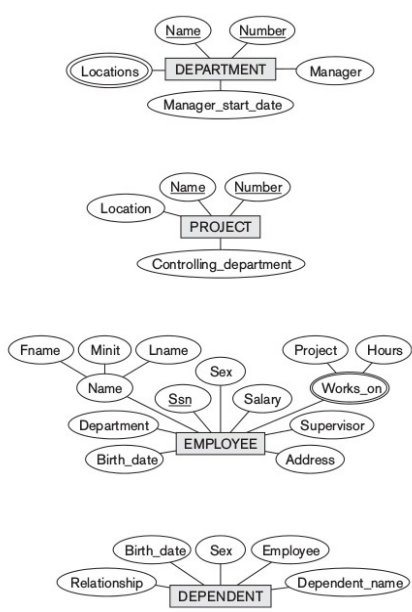 Name Number
Locations DEPARTMENT Manager
Manager_start_date
Name Number
Location
PROJECT
Controlling_department
Fname Minit Lname Project Hours
Sex
Name Works_on
Ssn Salary
Department Supervisor
EMPLOYEE
Birth_date Address
Birth_date Sex Employee
Relationship Dependent_name
DEPENDENT